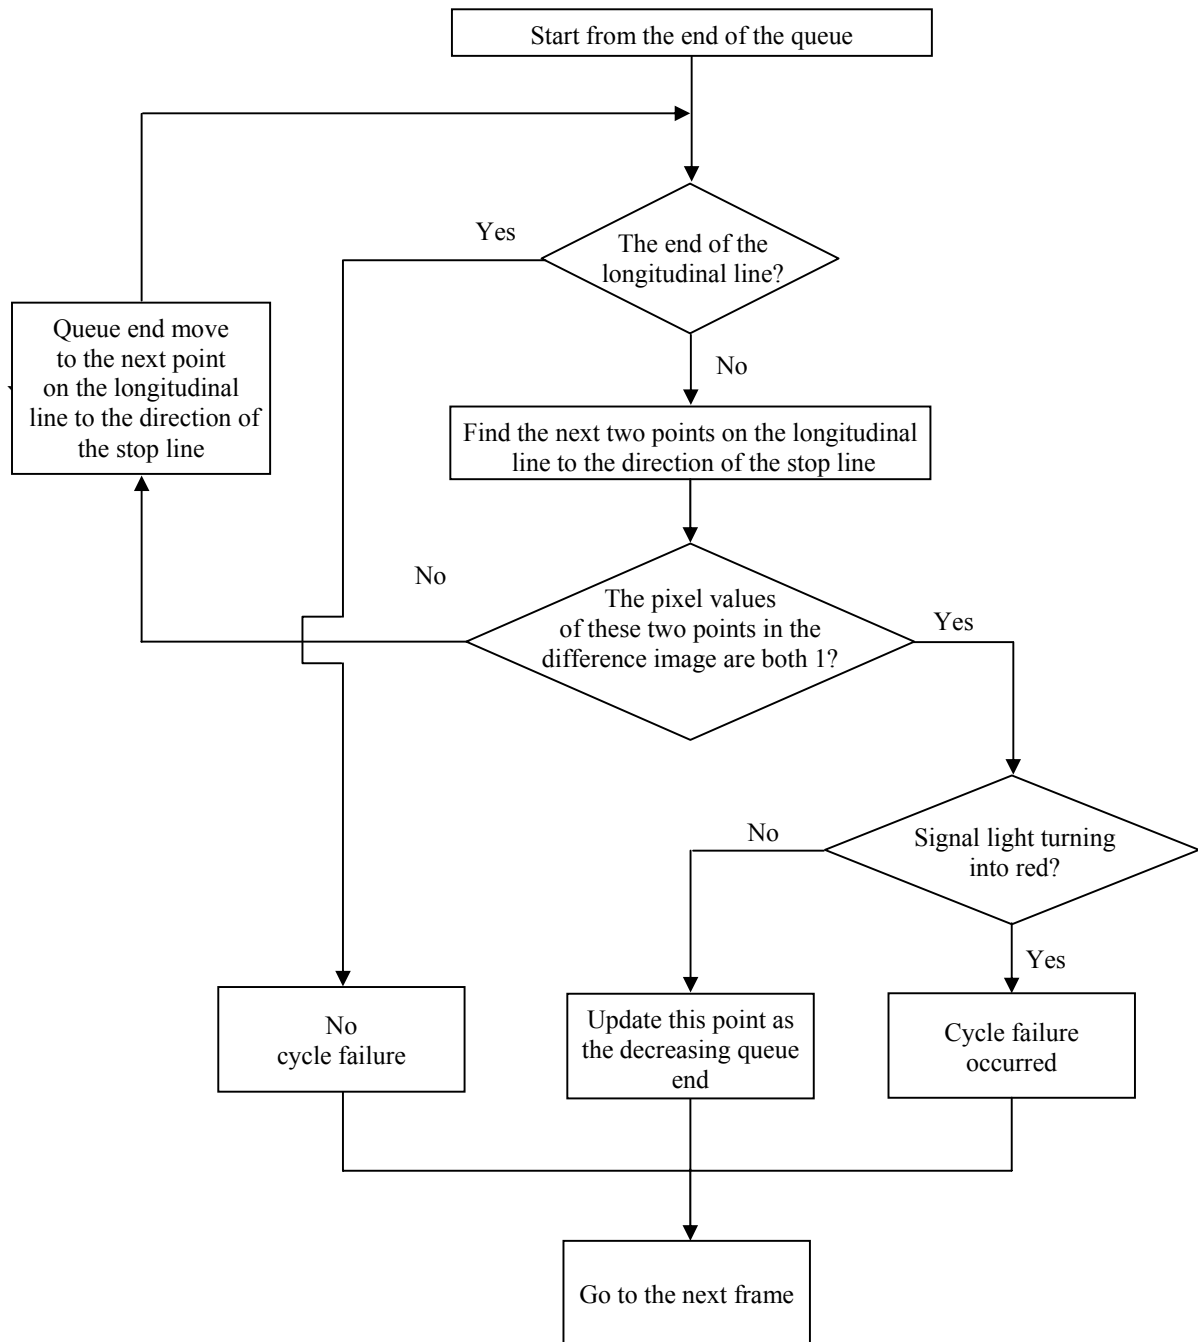 Start from the end of the queue
Yes
The end of the
longitudinal line?
Queue end move
to the next point
on the longitudinal
line to the direction of
the stop line
No
Find the next two points on the longitudinal
line to the direction of the stop line
No
The pixel values
of these two points in the
difference image are both 1?
Yes
No
Signal light turning
into red?
Yes
No
cycle failure
Update this point as
the decreasing queue
end
Cycle failure
occurred
Go to the next frame